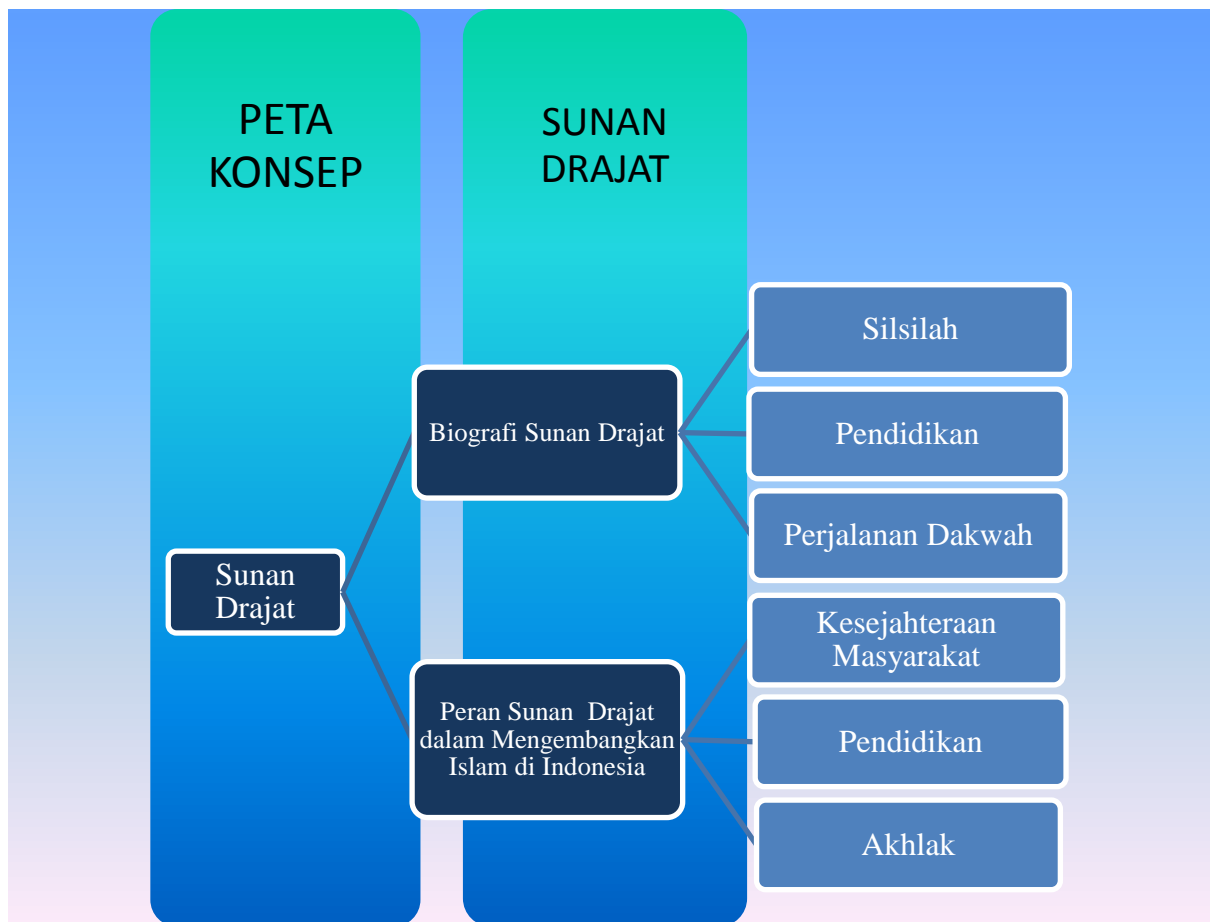 PETA
KONSEP
SUNAN
DRAJAT
Sunan
Drajat
Biografi Sunan Drajat
Silsilah
Pendidikan
Perjalanan Dakwah
Peran Sunan Drajat
dalam Mengembangkan
Islam di Indonesia
Kesejahteraan
Masyarakat
Pendidikan
Akhlak